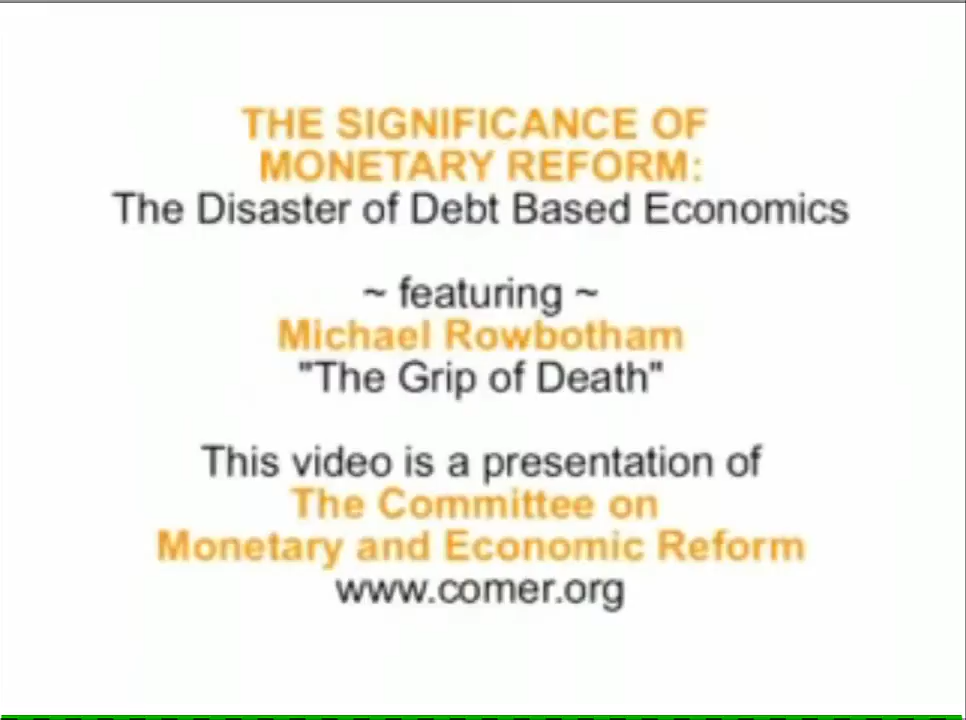 THE SIGNIFICANCE OF
MONETARY REFORM:
The Disaster of Debt Based Economics
~ featuring ~
Michael Rowbotham
"The Grip of Death"
This video is a presentation of
The Committee on
Monetary and Economic Reform
www.comer.org